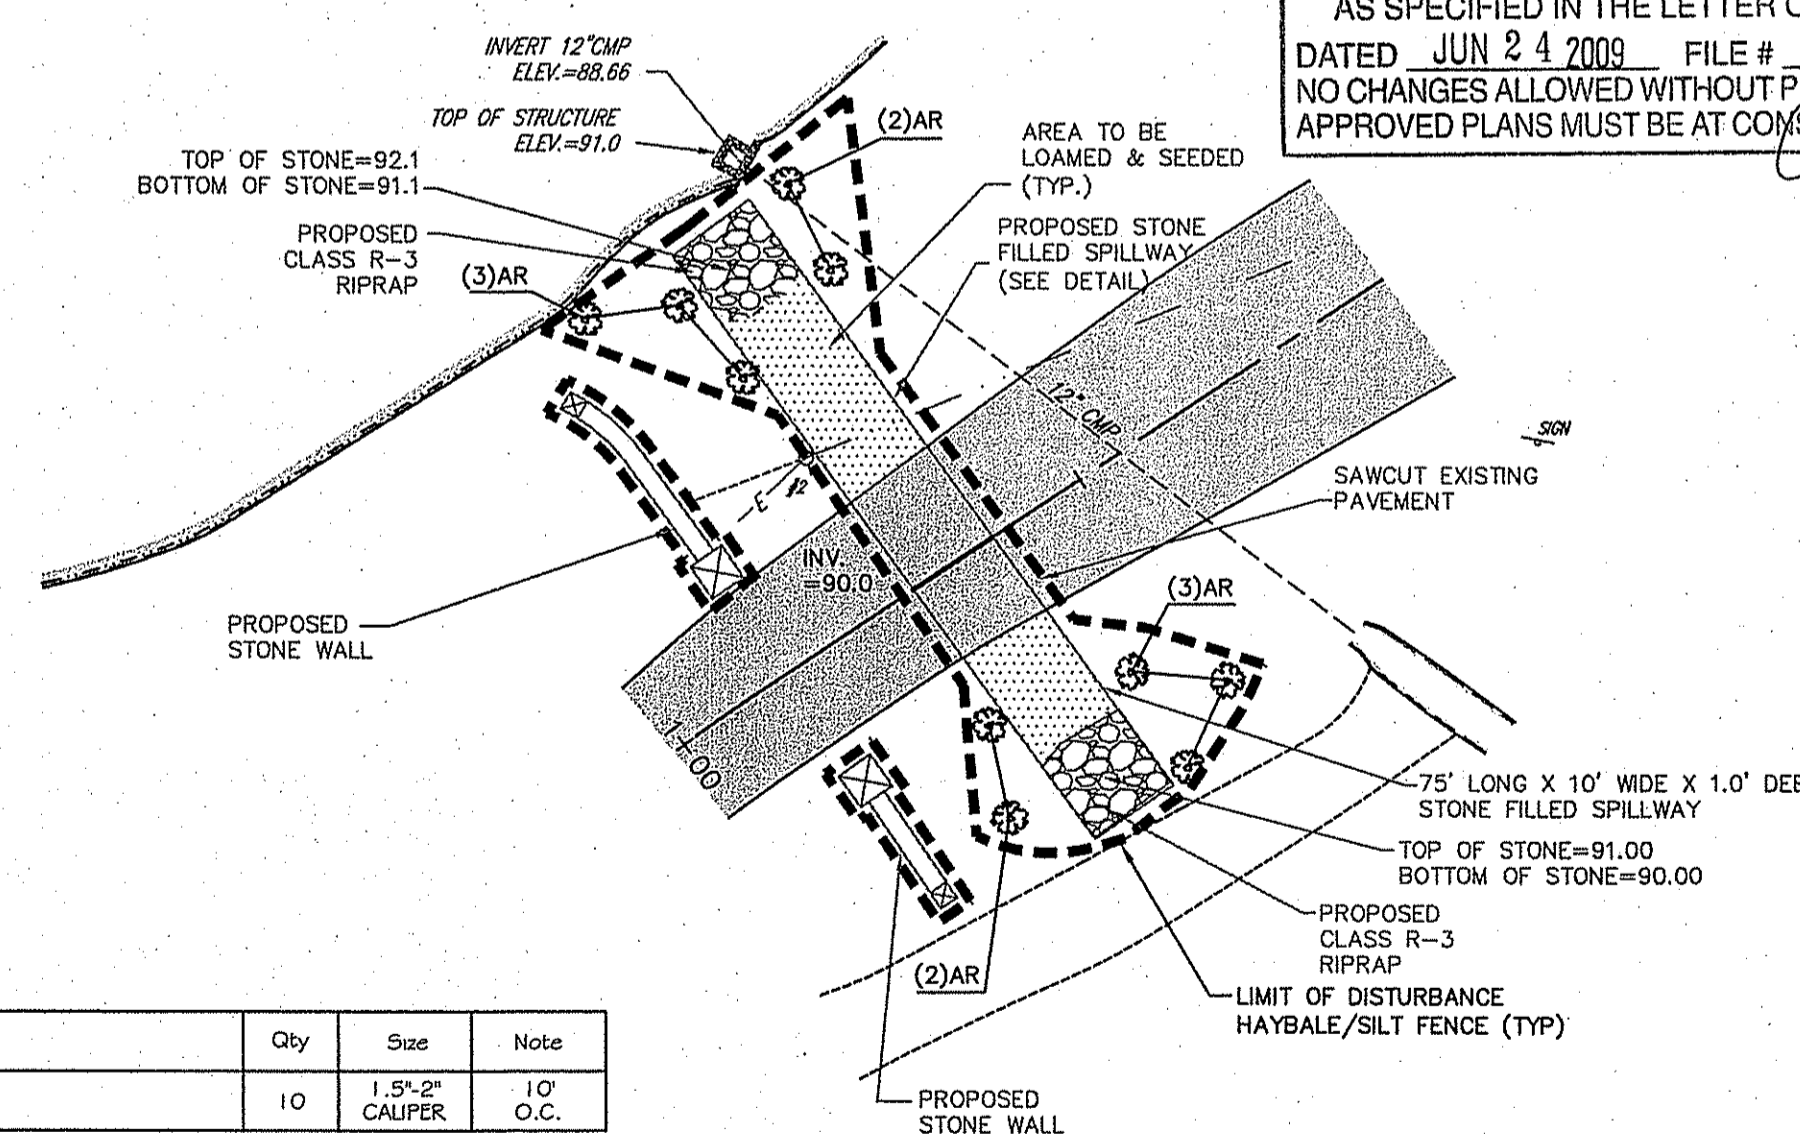 AS SPECIFIED IN THE LETTER
DATED JUN 24 2009 FILE #
NO CHANGES ALLOWED WITHOUT
APPROVED PLANS MUST BE AT
INVERT 12"CMP
ELEV.=88.66
TOP OF STRUCTURE
ELEV.=91.0
TOP OF STONE=92.1
BOTTOM OF STONE=91.1
PROPOSED
CLASS R-3
RIPRAP
(3)AR
(2)AR
AREA TO BE
LOAMED & SEEDED
(TYP.)
PROPOSED STONE
FILLED SPILLWAY
(SEE DETAIL)
12" CMP
SIGN
SAWCUT EXISTING
PAVEMENT
E
#2
INV.
=90.0
PROPOSED
STONE WALL
(3)AR
1+00
75' LONG X 10' WIDE X 1.0'
STONE FILLED SPILLWAY
TOP OF STONE=91.00
BOTTOM OF STONE=90.00
PROPOSED
CLASS R-3
RIPRAP
(2)AR
LIMIT OF DISTURBANCE
HAYBALE/SILT FENCE (TYP)
PROPOSED
STONE WALL
Qty Size Note
10 1.5"-2" CALIPER 10' O.C.